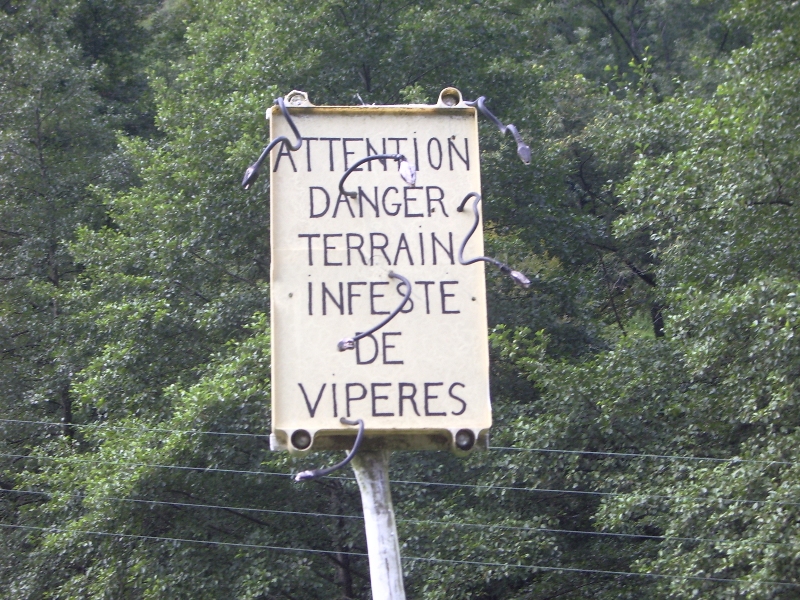 ATTENTION
DANGER
TERRAIN
INFESTE
DE
VIPERES